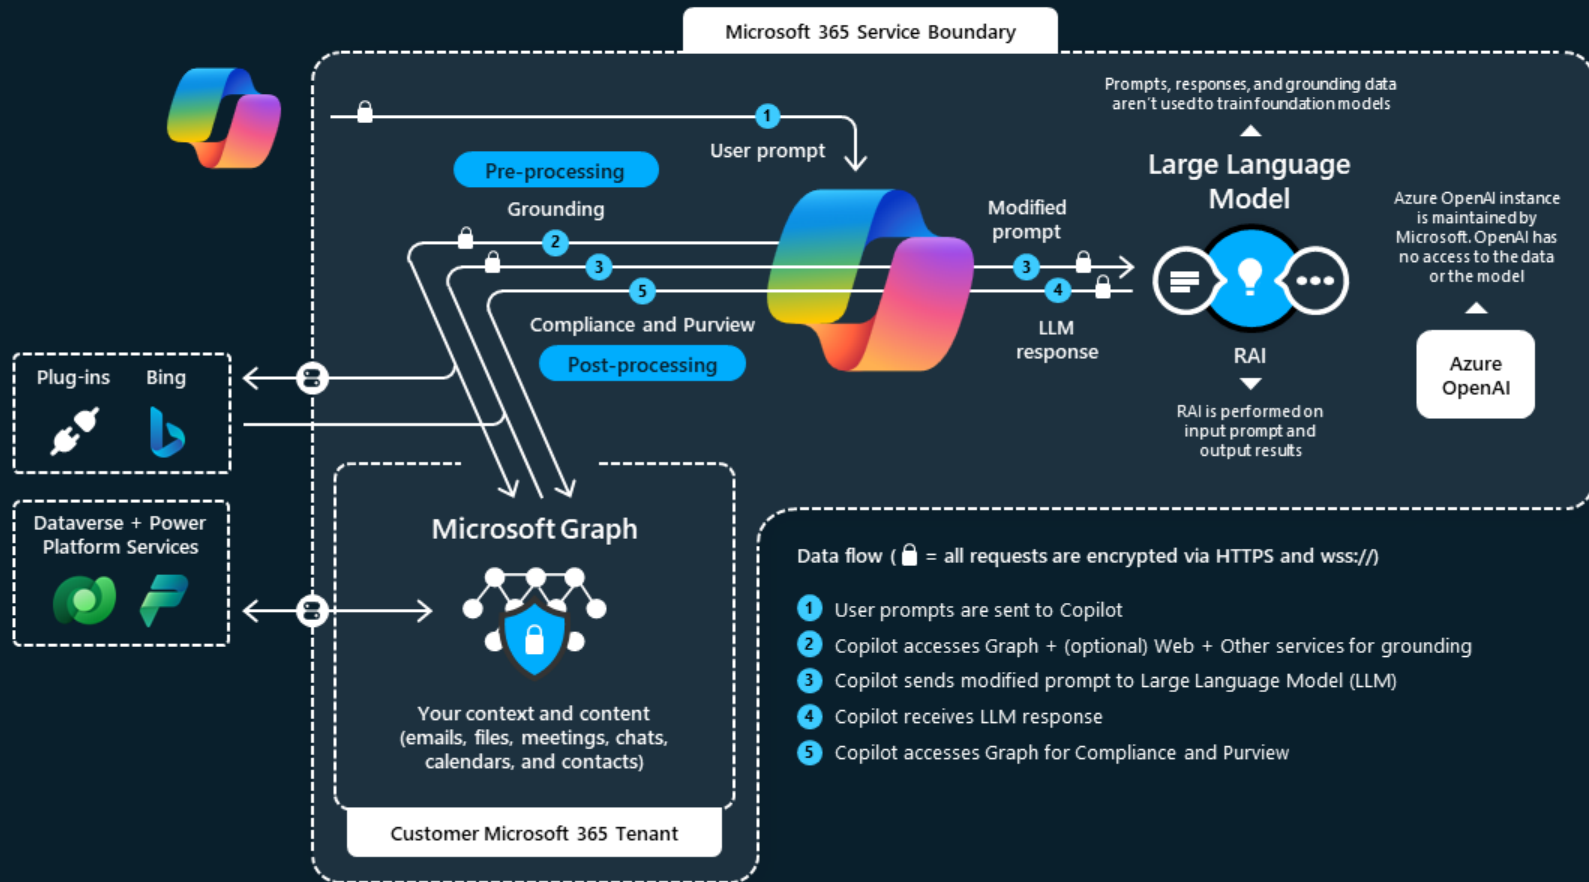 Microsoft 365 Service Boundary
Prompts, responses, and grounding data
aren't used to train foundation models
1
User prompt
Large Language
Model
Pre-processing
Grounding
2
3
5
Compliance and Purview
Post-processing
Modified
prompt
3
4
LLM
response
RAI
RAI is performed on
input prompt and
output results
Azure OpenAI instance
is maintained by
Microsoft. OpenAI has
no access to the data
or the model
Azure
OpenAI
Plug-ins
Bing
Dataverse + Power
Platform Services
Microsoft Graph
Your context and content
(emails, files, meetings, chats,
calendars, and contacts)
Customer Microsoft 365 Tenant
Data flow ( = all requests are encrypted via HTTPS and wss://)
1 User prompts are sent to Copilot
2 Copilot accesses Graph + (optional) Web + Other services for grounding
3 Copilot sends modified prompt to Large Language Model (LLM)
4 Copilot receives LLM response
5 Copilot accesses Graph for Compliance and Purview